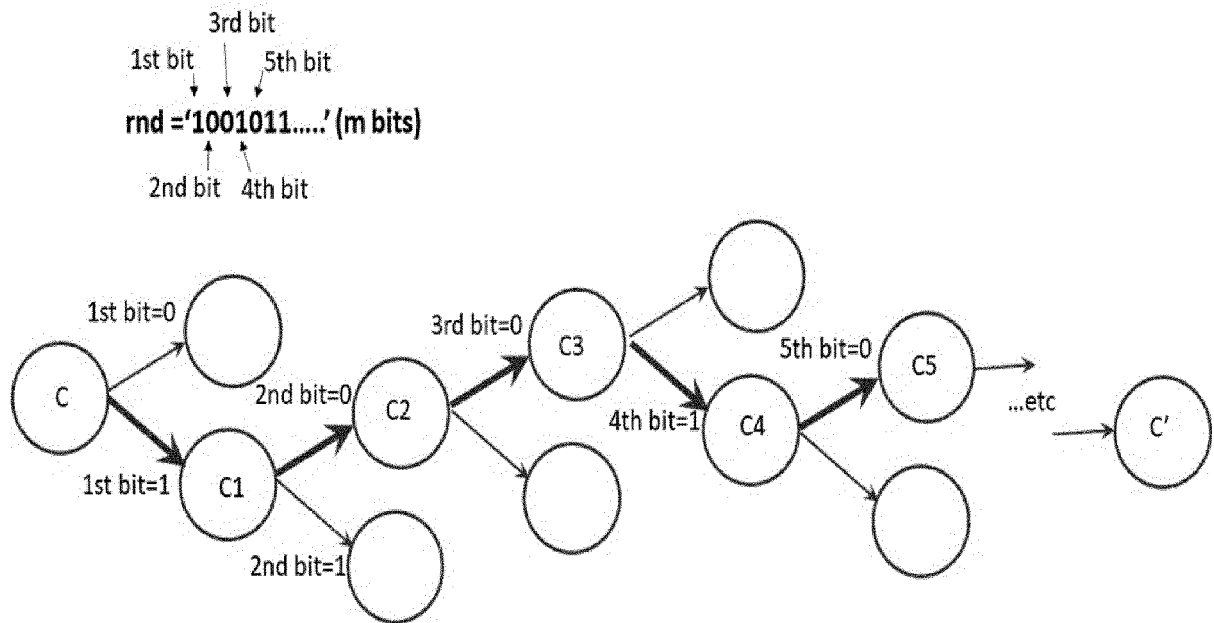 3rd bit
1st bit
5th bit
rnd ='1001011.....' (m bits)
2nd bit
4th bit
1st bit=0
3rd bit=0
C3
5th bit=0
C5
C
2nd bit=0
C2
4th bit=1
C4
...etc
C'
1st bit=1
C1
2nd bit=1